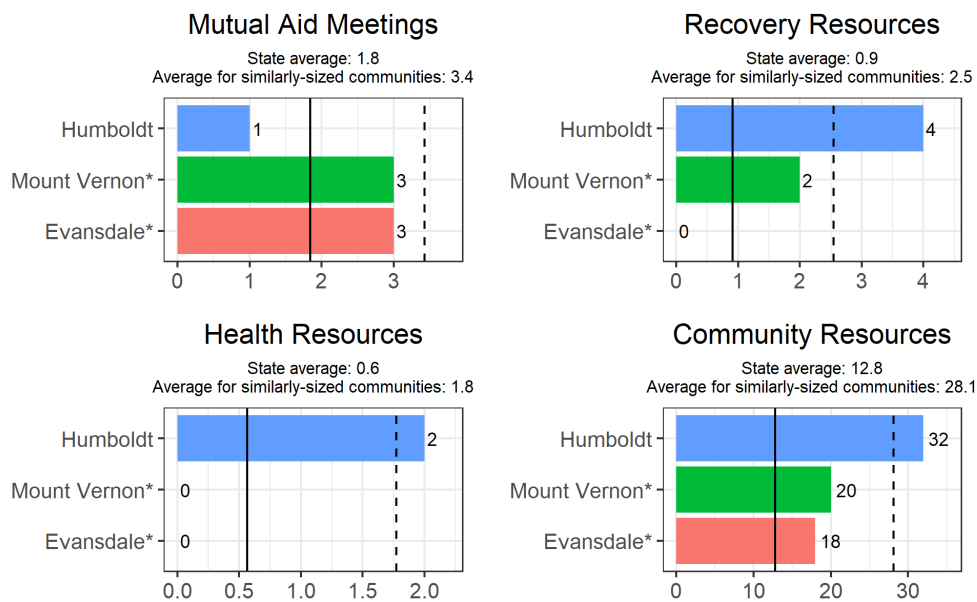 Mutual Aid Meetings
State average: 1.8
Average for similarly-sized communities: 3.4
Humboldt
1
Mount Vernon*
3
Evansdale*
3
0 1 2 3
Recovery Resources
State average: 0.9
Average for similarly-sized communities: 2.5
Humboldt
4
Mount Vernon*
2
Evansdale*
0
0 1 2 3 4
Health Resources
State average: 0.6
Average for similarly-sized communities: 1.8
Humboldt
2
Mount Vernon*
0
Evansdale*
0
0.0 0.5 1.0 1.5 2.0
Community Resources
State average: 12.8
Average for similarly-sized communities: 28.1
Humboldt
32
Mount Vernon*
20
Evansdale*
18
0 10 20 30